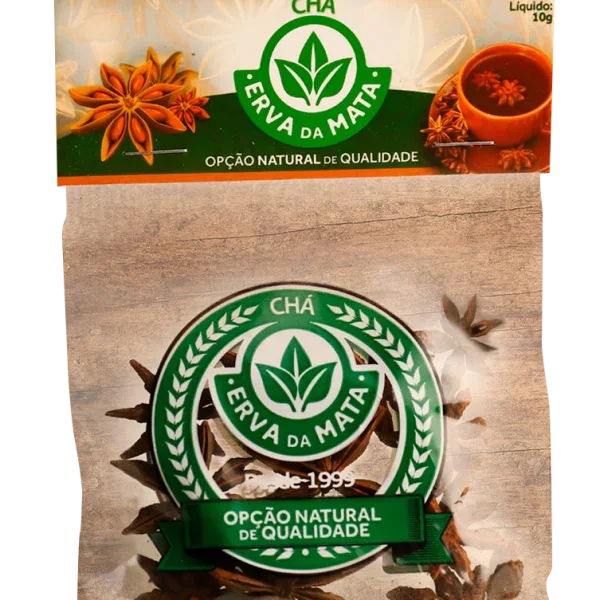 CHÁ
Líquido:
10g
• ERVA DA MATA •
OPÇÃO NATURAL DE QUALIDADE
CHÁ
• ERVA DA MATA •
Desde 1999
OPÇÃO NATURAL
DE QUALIDADE